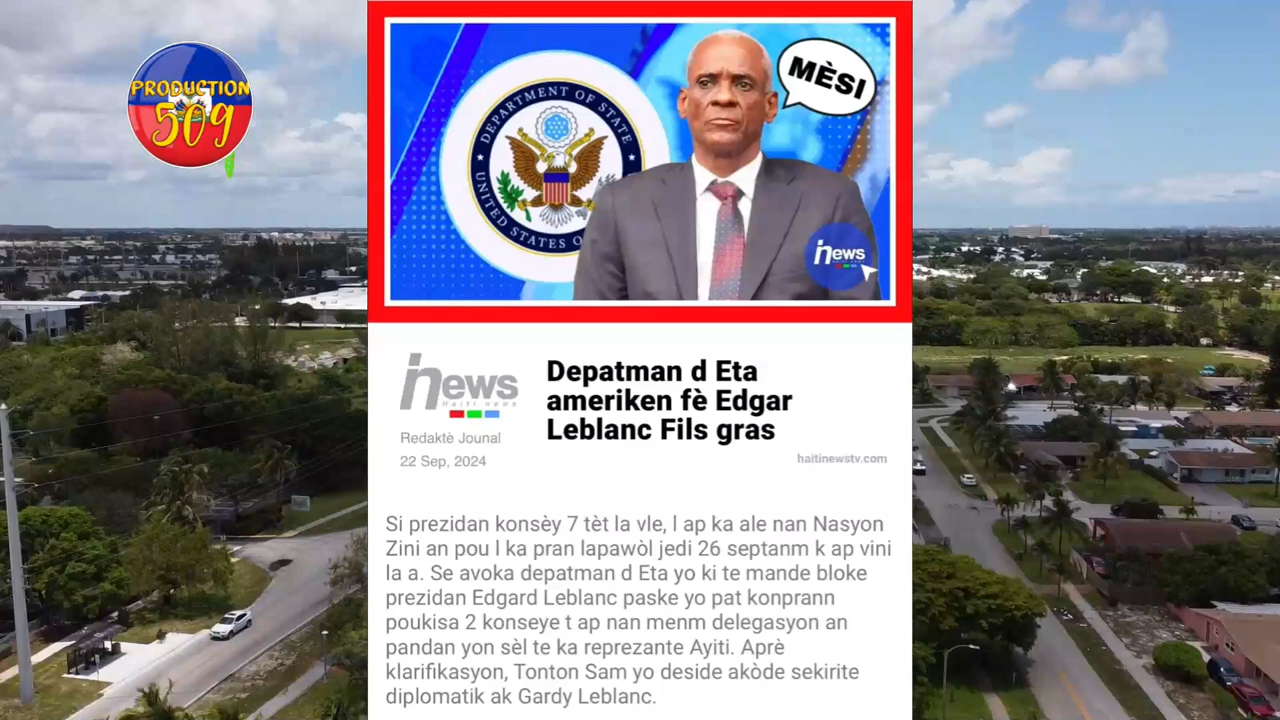 PRODUCTION
509
DEPARTMENT OF STATE
UNITED STATES O
MÈSI
inews
inews
Haiti news
Redaktè Jounal
22 Sep, 2024
Depatman d Eta
ameriken fè Edgar
Leblanc Fils gras
haitinewstv.com
Si prezidan konsèy 7 tèt la vle, l ap ka ale nan Nasyon
Zini an pou l ka pran lapawòl jedi 26 septanm k ap vini
la a. Se avoka depatman d Eta yo ki te mande bloke
prezidan Edgard Leblanc paske yo pat konprann
poukisa 2 konseye t ap nan menm delegasyon an
pandan yon sèl te ka reprezante Ayiti. Aprè
klarifikasyon, Tonton Sam yo deside akòde sekirite
diplomatik ak Gardy Leblanc.